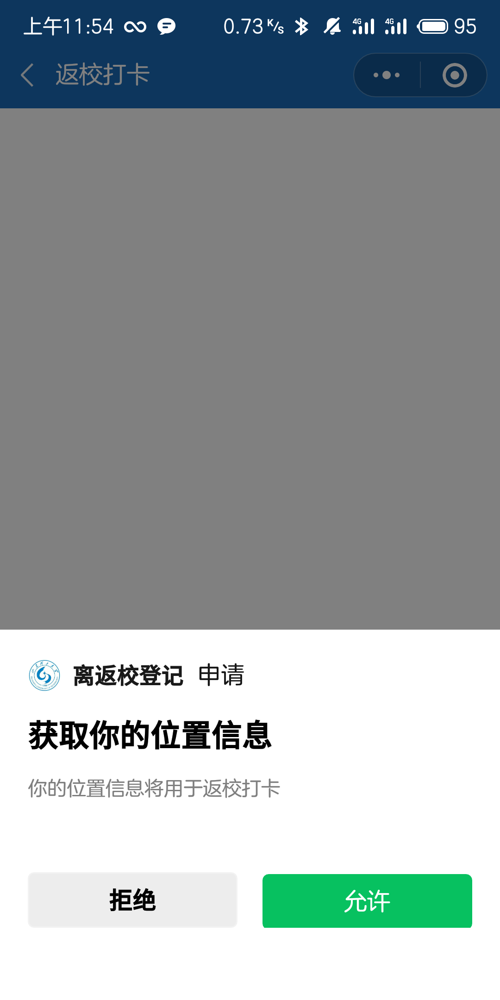 上午11:54 0.73 K/s 4G 4G 95
返校打卡
离返校登记 申请
获取你的位置信息
你的位置信息将用于返校打卡
拒绝 允许